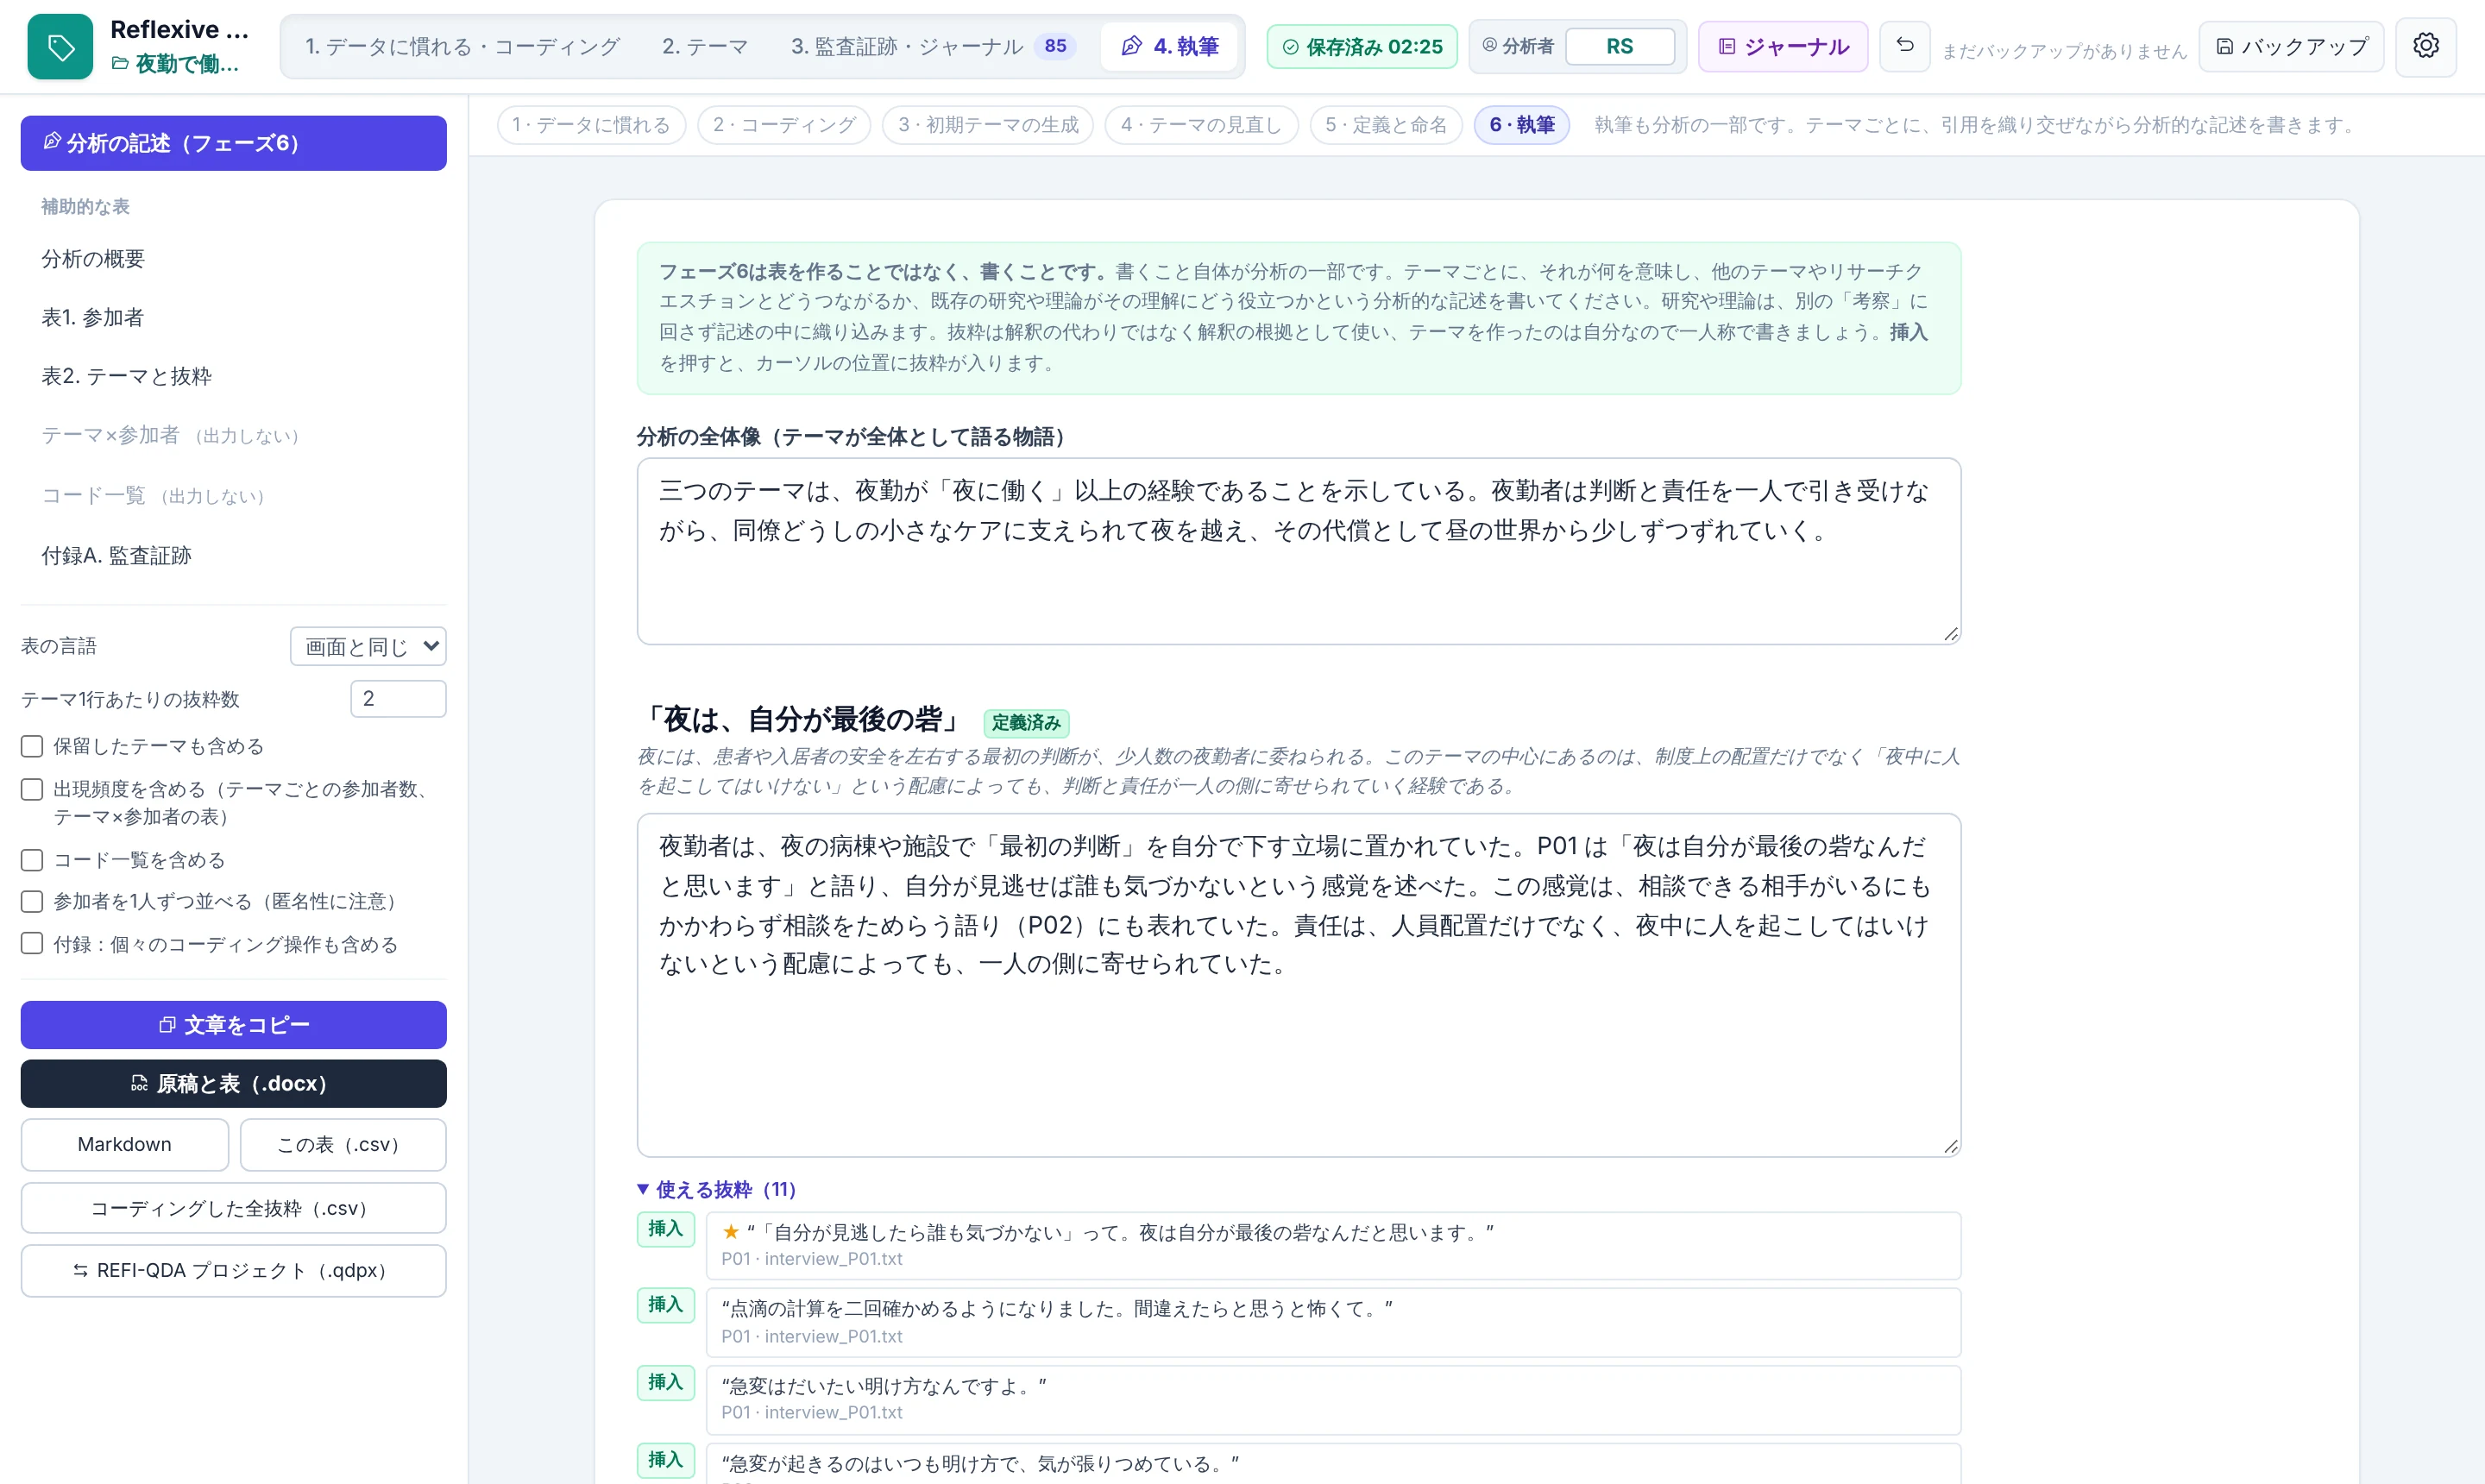 Reflexive ...
夜勤で働...
1. データに慣れる・コーディング
2. テーマ
3. 監査証跡・ジャーナル 85
4. 執筆
保存済み 02:25
分析者 RS
ジャーナル
まだバックアップがありません
バックアップ
分析の記述（フェーズ6）
補助的な表
分析の概要
表1. 参加者
表2. テーマと抜粋
テーマ×参加者 （出力しない）
コード一覧 （出力しない）
付録A. 監査証跡
表の言語 画面と同じ
テーマ1行あたりの抜粋数 2
保留したテーマも含める
出現頻度を含める（テーマごとの参加者数、
テーマ×参加者の表）
コード一覧を含める
参加者を1人ずつ並べる（匿名性に注意）
付録：個々のコーディング操作も含める
文章をコピー
原稿と表（.docx）
Markdown
この表（.csv）
コーディングした全抜粋（.csv）
REFI-QDA プロジェクト（.qdpx）
1 · データに慣れる
2 · コーディング
3 · 初期テーマの生成
4 · テーマの見直し
5 · 定義と命名
6 · 執筆
執筆も分析の一部です。テーマごとに、引用を織り交ぜながら分析的な記述を書きます。
フェーズ6は表を作ることではなく、書くことです。書くこと自体が分析の一部です。テーマごとに、それが何を意味し、他のテーマやリサーチク
エスチョンとどうつながるか、既存の研究や理論がその理解にどう役立つかという分析的な記述を書いてください。研究や理論は、別の「考察」に
回さず記述の中に織り込みます。抜粋は解釈の代わりではなく解釈の根拠として使い、テーマを作ったのは自分なので一人称で書きましょう。挿入
を押すと、カーソルの位置に抜粋が入ります。
分析の全体像（テーマが全体として語る物語）
三つのテーマは、夜勤が「夜に働く」以上の経験であることを示している。夜勤者は判断と責任を一人で引き受けな
がら、同僚どうしの小さなケアに支えられて夜を越え、その代償として昼の世界から少しずつずれていく。
「夜は、自分が最後の砦」 定義済み
夜には、患者や入居者の安全を左右する最初の判断が、少人数の夜勤者に委ねられる。このテーマの中心にあるのは、制度上の配置だけでなく「夜中に人
を起こしてはいけない」という配慮によっても、判断と責任が一人の側に寄せられていく経験である。
夜勤者は、夜の病棟や施設で「最初の判断」を自分で下す立場に置かれていた。P01 は「夜は自分が最後の砦なんだ
と思います」と語り、自分が見逃せば誰も気づかないという感覚を述べた。この感覚は、相談できる相手がいるにも
かかわらず相談をためらう語り（P02）にも表れていた。責任は、人員配置だけでなく、夜中に人を起こしてはいけ
ないという配慮によっても、一人の側に寄せられていた。
▼ 使える抜粋（11）
挿入 ★ “「自分が見逃したら誰も気づかない」って。夜は自分が最後の砦なんだと思います。”
P01 · interview_P01.txt
挿入 “点滴の計算を二回確かめるようになりました。間違えたらと思うと怖くて。”
P01 · interview_P01.txt
挿入 “急変はだいたい明け方なんですよ。”
P01 · interview_P01.txt
挿入 “急変が起きるのはいつも明け方で、気が張りつめている。”